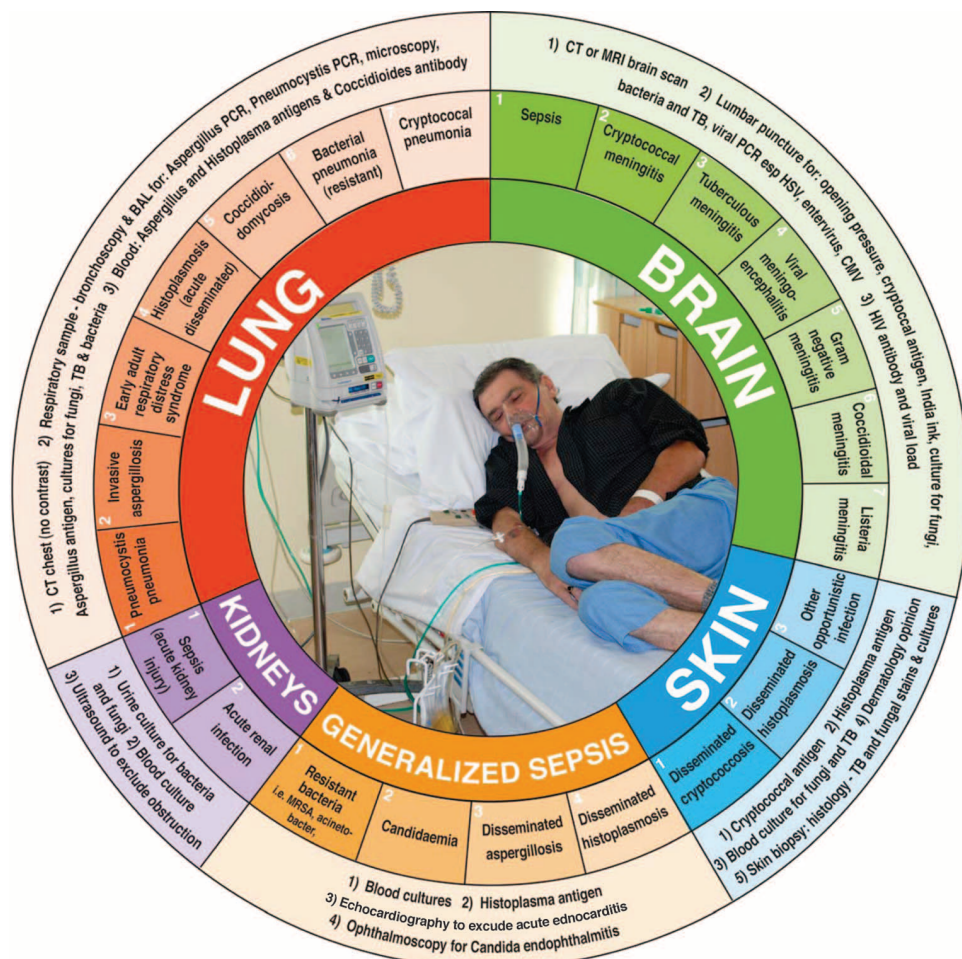 LUNG
1) CT chest (no contrast) 2) Respiratory sample - bronchoscopy & BAL for: Aspergillus PCR, Pneumocystis PCR, microscopy,
Aspergillus antigen, cultures for fungi, TB & bacteria 3) Blood: Aspergillus and Histoplasma antigens & Coccidioides antibody
1
Pneumocystis
pneumonia
2
Invasive
aspergillosis
3
Early adult
respiratory
distress
syndrome
4
Histoplasmosis
(acute
disseminated)
5
Coccidioi-
domycosis
6
Bacterial
pneumonia
(resistant)
7
Cryptococal
pneumonia
BRAIN
1) CT or MRI brain scan 2) Lumbar puncture for: opening pressure, cryptoccal antigen, India ink, culture for fungi,
bacteria and TB, viral PCR esp HSV, entervirus, CMV 3) HIV antibody and viral load
1
Sepsis
2
Cryptococcal
meningitis
3
Tuberculous
meningitis
4
Viral
meningo-
encephalitis
5
Gram
negative
meningitis
6
Coccidioidal
meningitis
7
Listeria
meningitis
SKIN
3
Other
opportunistic
infection
2
Disseminated
histoplasmosis
1
Disseminated
cryptococcosis
1) Cryptococcal antigen 2) Histoplasma antigen
3) Blood culture for fungi and TB 4) Dermatology opinion
5) Skin biopsy: histology - TB and fungal stains & cultures
GENERALIZED SEPSIS
1
Resistant
bacteria
i.e. MRSA, acineto-
bacter,
2
Candidaemia
3
Disseminated
aspergillosis
4
Disseminated
histoplasmosis
1) Blood cultures 2) Histoplasma antigen
3) Echocardiography to excude acute ednocarditis
4) Ophthalmoscopy for Candida endophthalmitis
KIDNEYS
1
Sepsis
(acute kidney
injury)
2
Acute renal
infection
1) Urine culture for bacteria
and fungi 2) Blood culture
3) Ultrasound to exclude obstruction